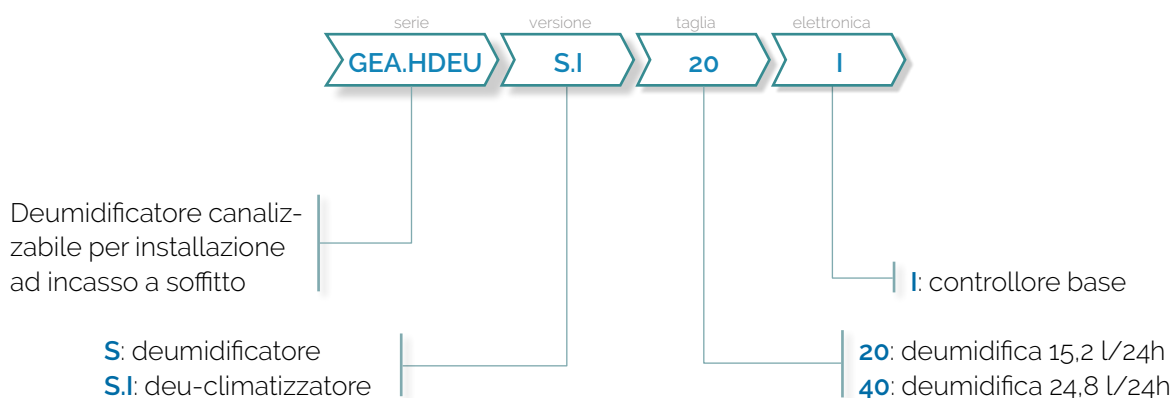 serie versione taglia elettronica
GEA.HDEU S.I 20 I
Deumidificatore canaliz-
zabile per installazione
ad incasso a soffitto
I: controllore base
S: deumidificatore
S.I: deu-climatizzatore
20: deumidifica 15,2 l/24h
40: deumidifica 24,8 l/24h